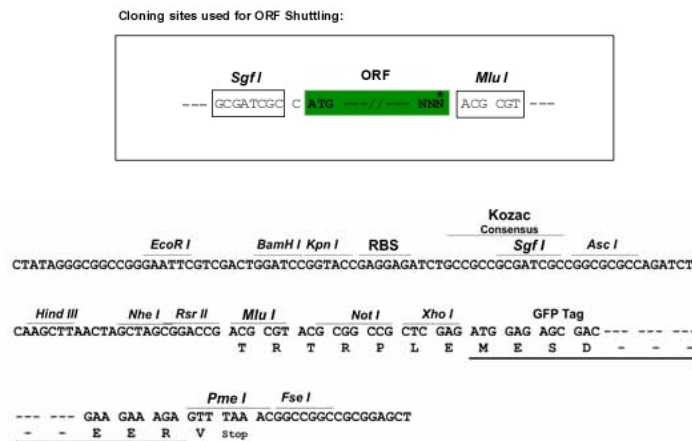 Cloning sites used for ORF Shuttling:
Sgf I ORF Mlu I
--- GCGATCGC C ATG ---//--- NNN* ACG CGT ---
Kozac
Consensus
EcoR I BamH I Kpn I RBS Sgf I Asc I
CTATAGGGCGGCCGGGAATTCGTCGACTGGATCCGGTACCGAGGAGATCTGCCGCCGCGATCGCCGGCGCGCCAGATCT
Hind III Nhe I Rsr II Mlu I Not I Xho I GFP Tag
CAAGCTTAACTAGCTAGCGGACCG ACG CGT ACG CGG CCG CTC GAG ATG GAG AGC GAC--- --- ---
T R T R P L E M E S D - - -
Pme I Fse I
--- --- GAA GAA AGA GTT TAA ACGGCCGGCCGCGGAGCT
- - E E R V Stop